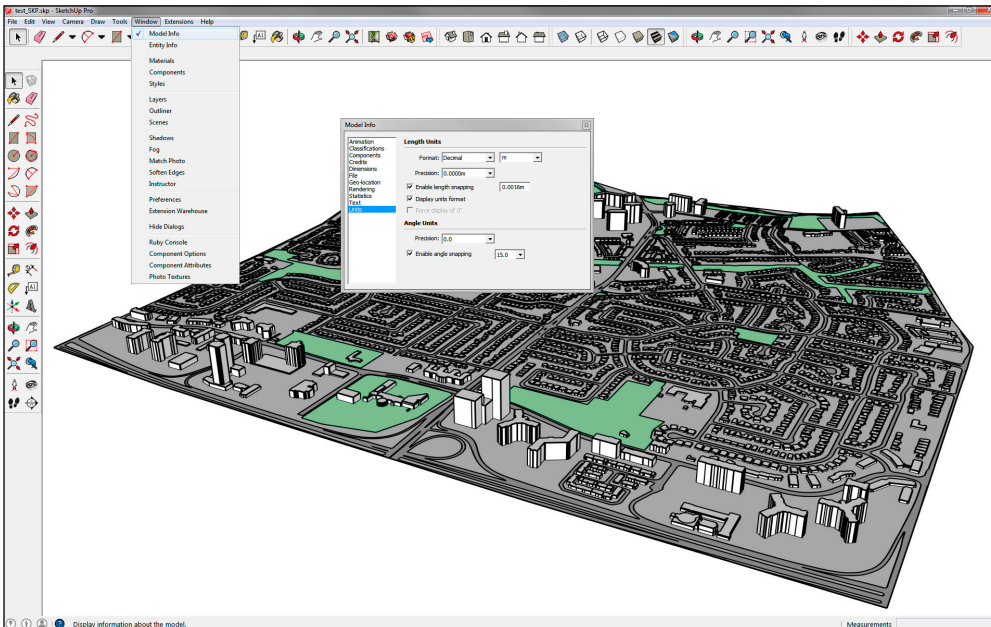 test_SKP.skp - SketchUp Pro
File Edit View Camera Draw Tools Window Extensions Help
Model Info
Entity Info
Materials
Components
Styles
Layers
Outliner
Scenes
Shadows
Fog
Match Photo
Soften Edges
Instructor
Preferences
Extension Warehouse
Hide Dialogs
Ruby Console
Component Options
Component Attributes
Photo Textures
Model Info
Animation
Classifications
Components
Credits
Dimensions
File
Geo-location
Rendering
Statistics
Text
Units
Length Units
Format: Decimal m
Precision: 0.0000m
Enable length snapping 0.0016m
Display units format
Force display of 0"
Angle Units
Precision: 0.0
Enable angle snapping 15.0
Display information about the model.
Measurements